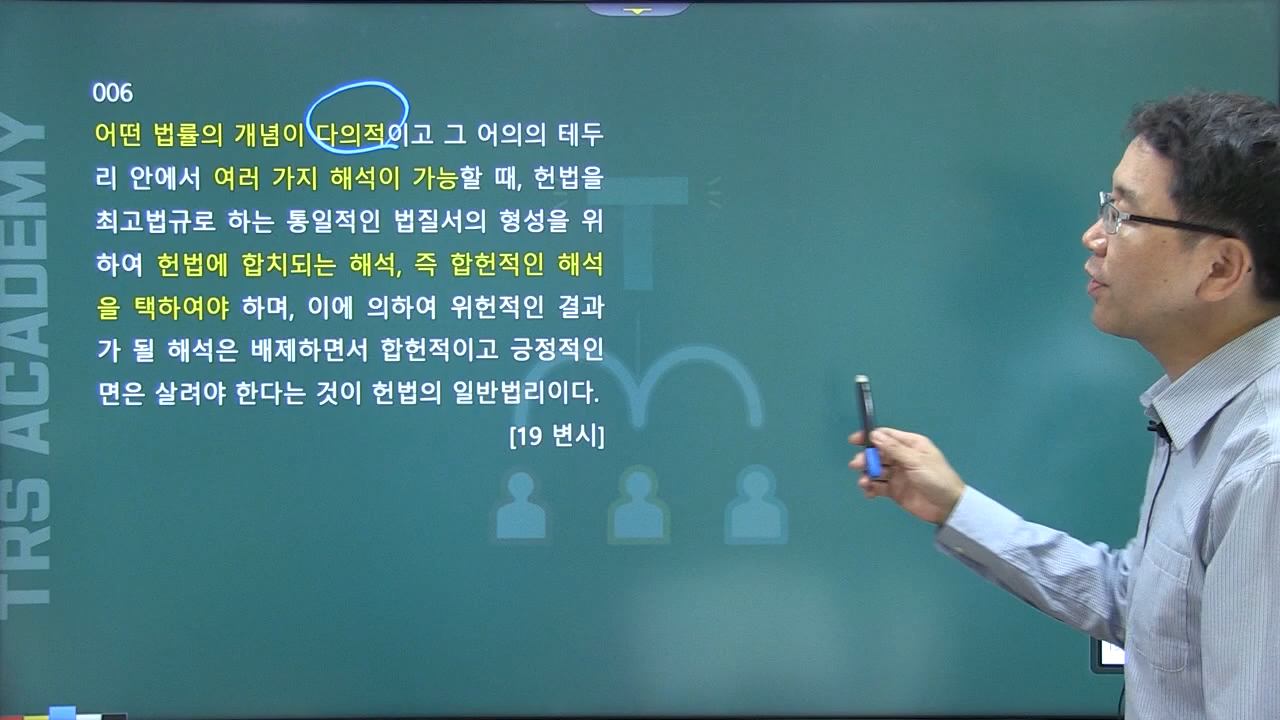 006
어떤 법률의 개념이 다의적이고 그 어의의 테두
리 안에서 여러 가지 해석이 가능할 때, 헌법을
최고법규로 하는 통일적인 법질서의 형성을 위
하여 헌법에 합치되는 해석, 즉 합헌적인 해석
을 택하여야 하며, 이에 의하여 위헌적인 결과
가 될 해석은 배제하면서 합헌적이고 긍정적인
면은 살려야 한다는 것이 헌법의 일반법리이다.
[19 변시]
TRS ACADEMY